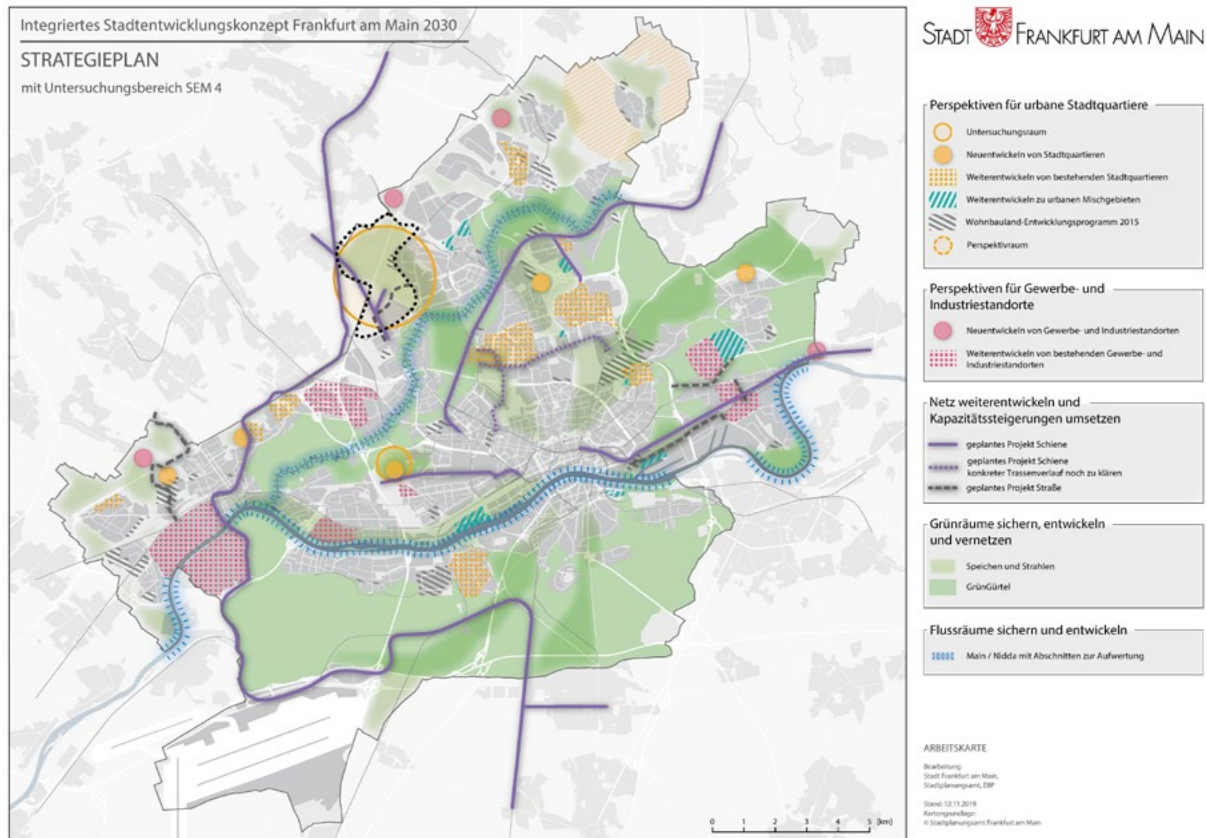 Integriertes Stadtentwicklungskonzept Frankfurt am Main 2030
STRATEGIEPLAN
mit Untersuchungsbereich SEM 4
0 1 2 3 4 5 [km]
STADT FRANKFURT AM MAIN
Perspektiven für urbane Stadtquartiere
Untersuchungsraum
Neuentwickeln von Stadtquartieren
Weiterentwickeln von bestehenden Stadtquartieren
Weiterentwickeln zu urbanen Mischgebieten
Wohnbauland-Entwicklungsprogramm 2015
Perspektivraum
Perspektiven für Gewerbe- und
Industriestandorte
Neuentwickeln von Gewerbe- und Industriestandorten
Weiterentwickeln von bestehenden Gewerbe- und
Industriestandorten
Netz weiterentwickeln und
Kapazitätssteigerungen umsetzen
geplantes Projekt Schiene
geplantes Projekt Schiene
konkreter Trassenverlauf noch zu klären
geplantes Projekt Straße
Grünräume sichern, entwickeln
und vernetzen
Speichen und Strahlen
GrünGürtel
Flussräume sichern und entwickeln
Main / Nidda mit Abschnitten zur Aufwertung
ARBEITSKARTE
Bearbeitung:
Stadt Frankfurt am Main,
Stadtplanungsamt, EBP
Stand: 12.11.2019
Kartengrundlage:
© Stadtplanungsamt Frankfurt am Main